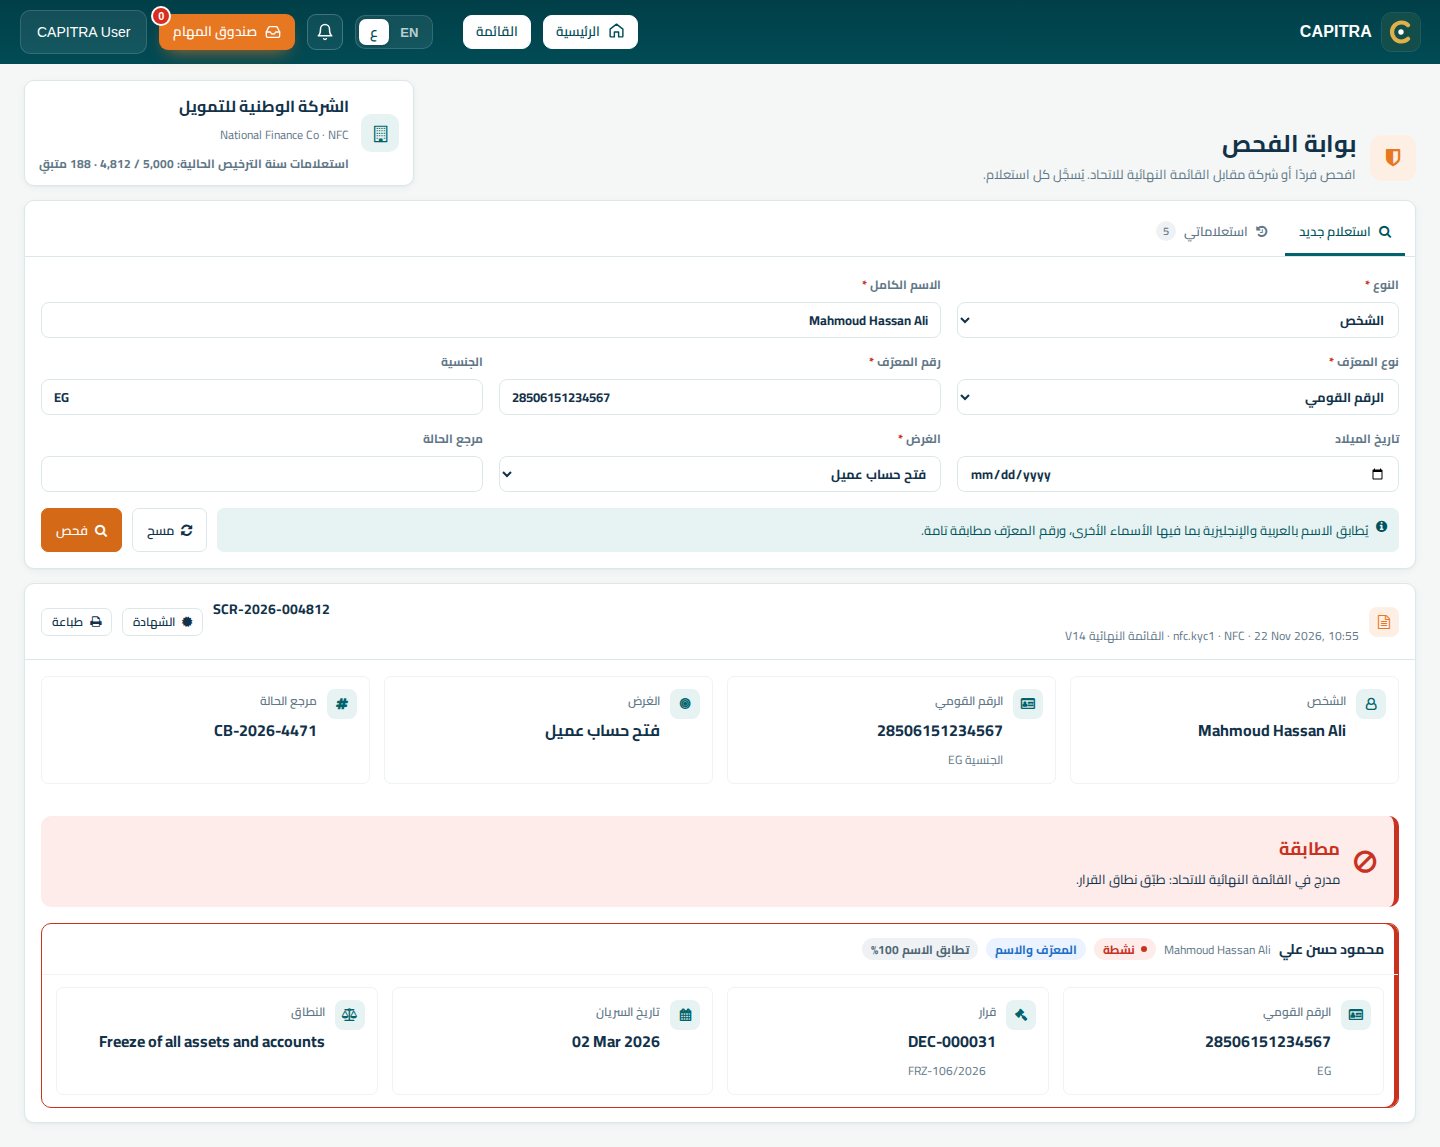 CAPITRA
الرئيسية
القائمة
EN
ع
صندوق المهام
0
CAPITRA User
بوابة الفحص
افحص فردًا أو شركة مقابل القائمة النهائية للاتحاد. يُسجَّل كل استعلام.
الشركة الوطنية للتمويل
National Finance Co · NFC
استعلامات سنة الترخيص الحالية: 5,000 / 4,812 · 188 متبقٍ
استعلام جديد
استعلاماتي
5
النوع *
الشخص
الاسم الكامل *
Mahmoud Hassan Ali
نوع المعرّف *
الرقم القومي
رقم المعرّف *
28506151234567
الجنسية
EG
تاريخ الميلاد
mm/dd/yyyy
الغرض *
فتح حساب عميل
مرجع الحالة
يُطابق الاسم بالعربية والإنجليزية بما فيها الأسماء الأخرى، ورقم المعرّف مطابقة تامة.
مسح
فحص
SCR-2026-004812
القائمة النهائية V14 · nfc.kyc1 · NFC · 22 Nov 2026, 10:55
الشهادة
طباعة
الشخص
Mahmoud Hassan Ali
الرقم القومي
28506151234567
الجنسية EG
الغرض
فتح حساب عميل
مرجع الحالة
CB-2026-4471
مطابقة
مدرج في القائمة النهائية للاتحاد: طبّق نطاق القرار.
محمود حسن علي
Mahmoud Hassan Ali
نشطة
المعرّف والاسم
تطابق الاسم 100%
الرقم القومي
28506151234567
EG
قرار
DEC-000031
FRZ-106/2026
تاريخ السريان
02 Mar 2026
النطاق
Freeze of all assets and accounts